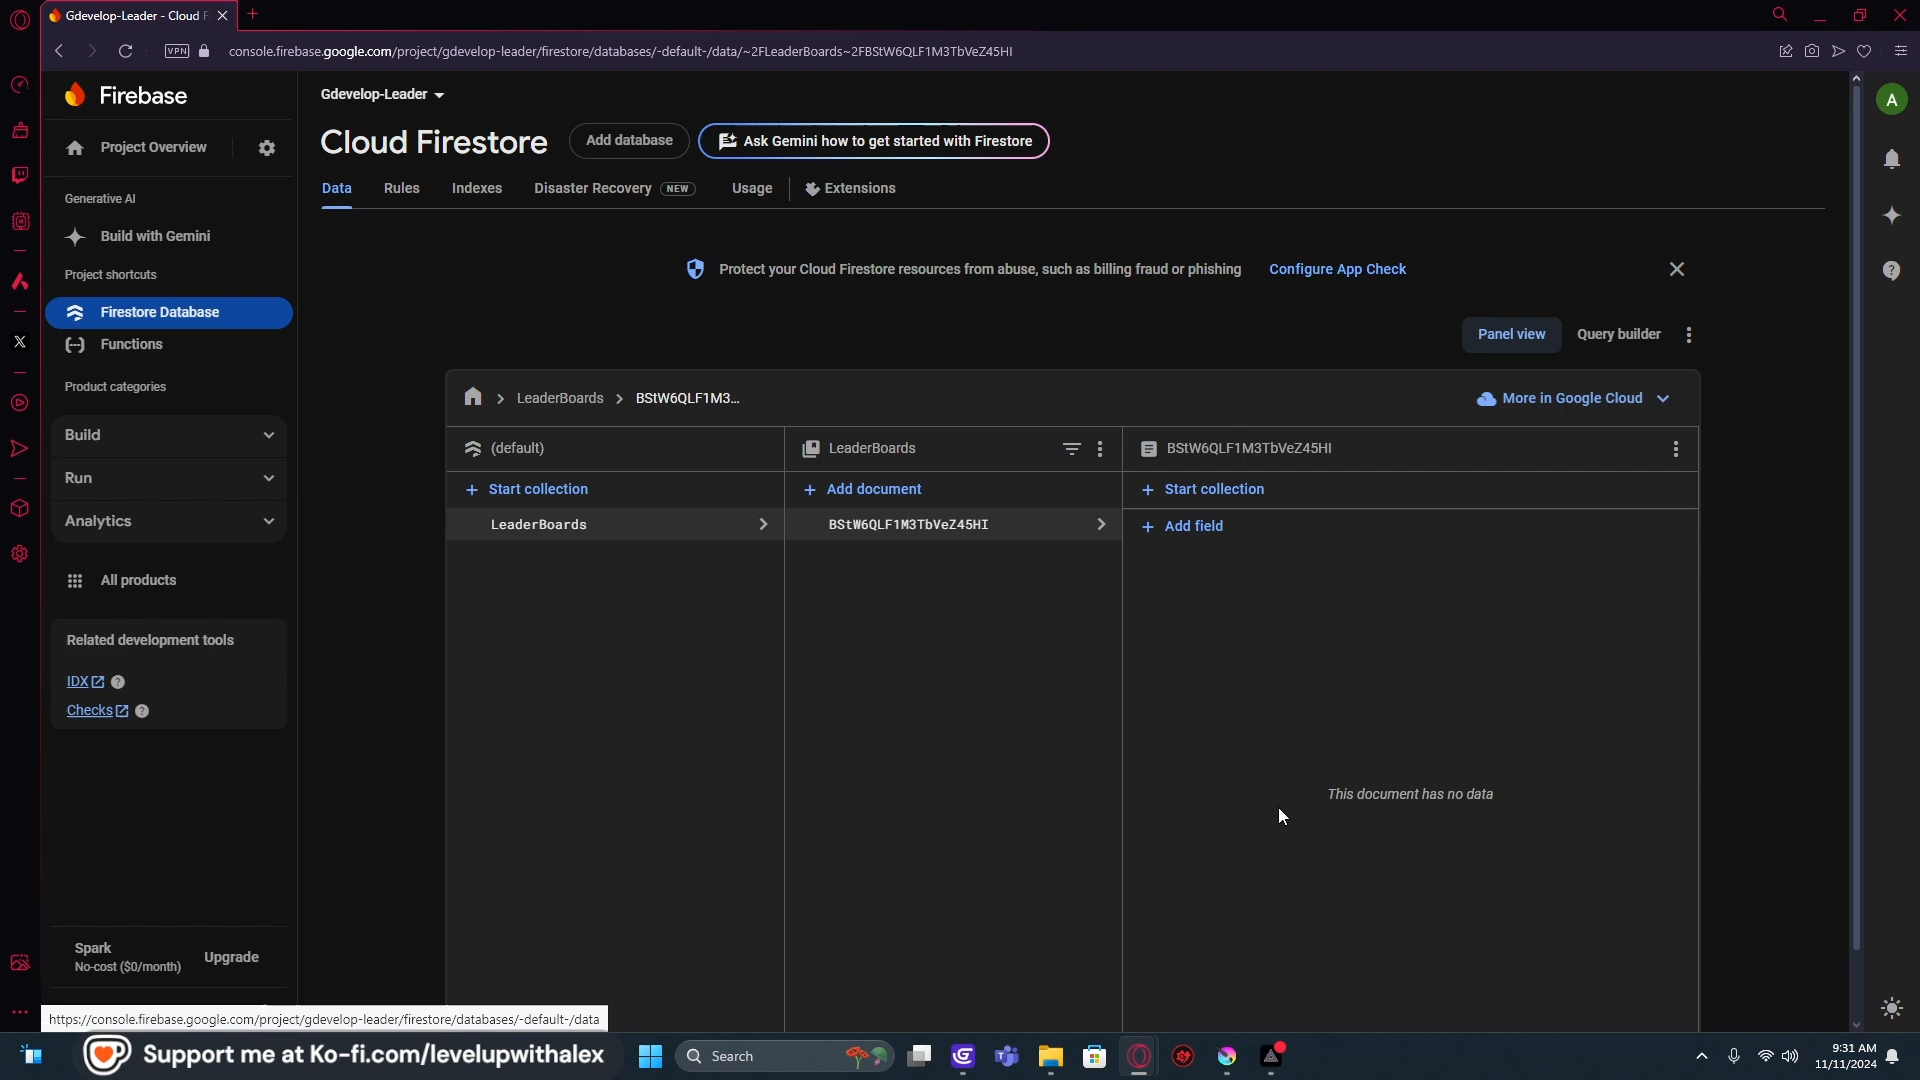 Gdevelop-Leader - Cloud F
VPN
console.firebase.google.com/project/gdevelop-leader/firestore/databases/-default-/data/~2FLeaderBoards~2FBStW6QLF1M3TbVeZ45HI
Firebase
Project Overview
Generative AI
Build with Gemini
Project shortcuts
Firestore Database
Functions
Product categories
Build
Run
Analytics
All products
Related development tools
IDX
Checks
Spark
No-cost ($0/month)
Upgrade
Gdevelop-Leader
Cloud Firestore
Add database
Ask Gemini how to get started with Firestore
Data
Rules
Indexes
Disaster Recovery NEW
Usage
Extensions
Protect your Cloud Firestore resources from abuse, such as billing fraud or phishing
Configure App Check
Panel view
Query builder
LeaderBoards
BStW6QLF1M3...
More in Google Cloud
(default)
LeaderBoards
BStW6QLF1M3TbVeZ45HI
+ Start collection
+ Add document
+ Start collection
LeaderBoards
BStW6QLF1M3TbVeZ45HI
+ Add field
This document has no data
A
https://console.firebase.google.com/project/gdevelop-leader/firestore/databases/-default-/data
Support me at Ko-fi.com/levelupwithalex
Search
9:31 AM
11/11/2024